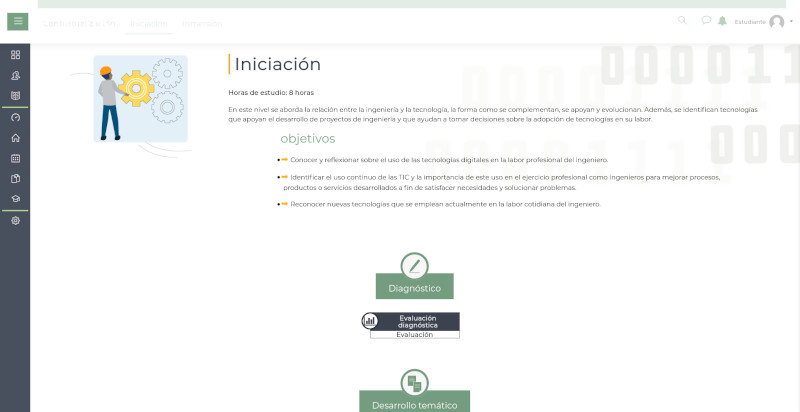 Iniciación
Estudiante
Iniciación
Horas de estudio: 8 horas
En este nivel se aborda la relación entre la ingeniería y la tecnología, la forma como se complementan, se apoyan y evolucionan. Además, se identifican tecnologías
que apoyan el desarrollo de proyectos de ingeniería y que ayudan a tomar decisiones sobre la adopción de tecnologías en su labor.
objetivos
Conocer y reflexionar sobre el uso de las tecnologías digitales en la labor profesional del ingeniero.
Identificar el uso continuo de las TIC y la importancia de este uso en el ejercicio profesional como ingenieros para mejorar procesos,
productos o servicios desarrollados a fin de satisfacer necesidades y solucionar problemas.
Reconocer nuevas tecnologías que se emplean actualmente en la labor cotidiana del ingeniero.
Diagnóstico
Evaluación
diagnóstica
Evaluación
Desarrollo temático